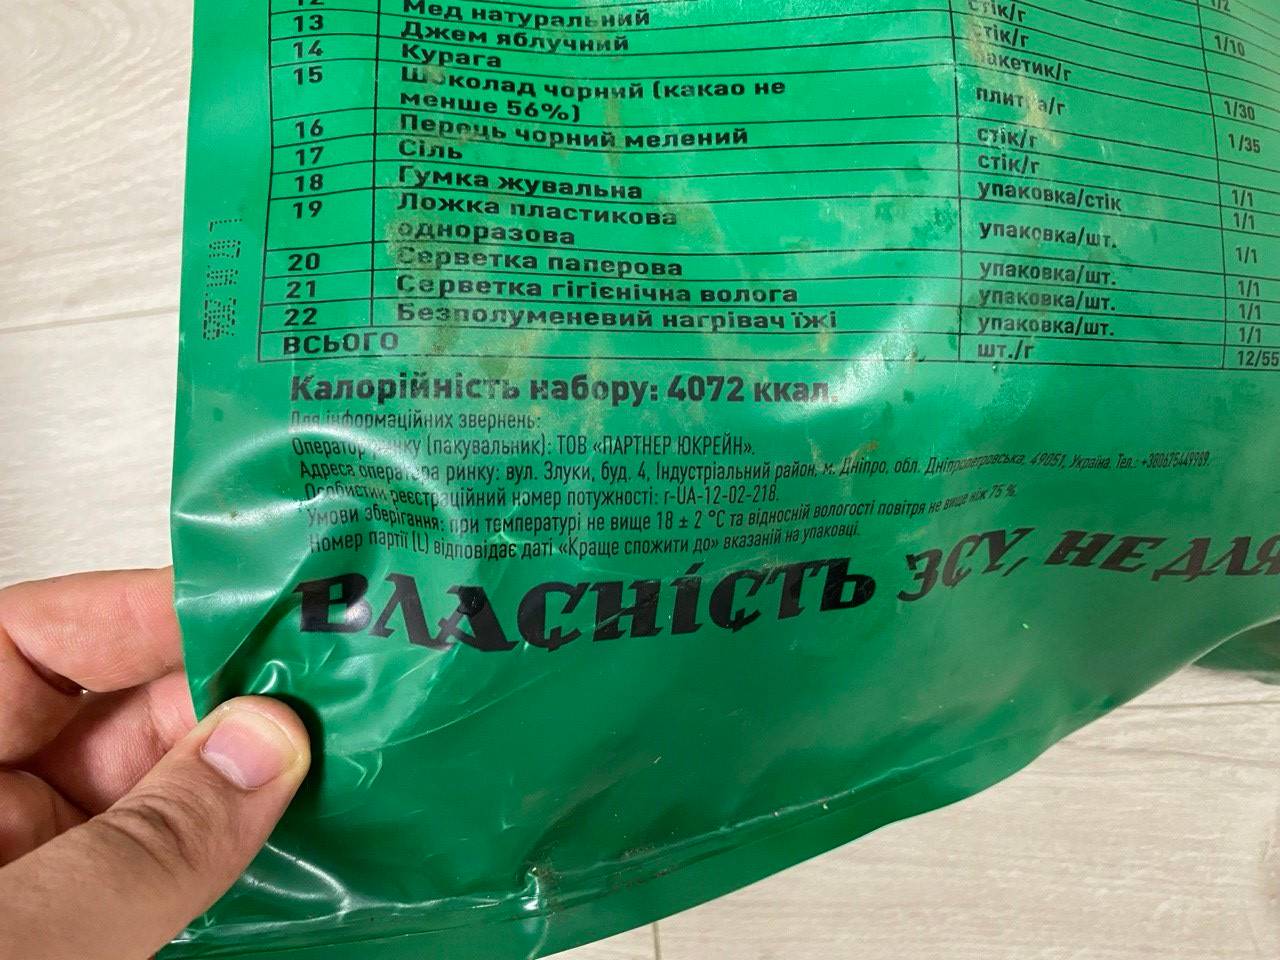 12 Мед натуральний стік/г 1/2
13 Джем яблучний стік/г 1/10
14 Курага пакетик/г
15 Шоколад чорний (какао не плитка/г 1/30
менше 56%)
16 Перець чорний мелений стік/г 1/35
17 Сіль стік/г
18 Гумка жувальна упаковка/стік 1/1
19 Ложка пластикова упаковка/шт. 1/1
одноразова
20 Серветка паперова упаковка/шт. 1/1
21 Серветка гігієнічна волога упаковка/шт. 1/1
22 Безполуменевий нагрівач їжі упаковка/шт. 1/1
ВСЬОГО шт./г 12/55
Калорійність набору: 4072 ккал.
Для інформаційних звернень:
Оператор ринку (пакувальник): ТОВ «ПАРТНЕР ЮКРЕЙН».
Адреса оператора ринку: вул. Злуки, буд. 4, Індустріальний район, м. Дніпро, обл. Дніпропетровська, 49051, Україна. Тел.: +380675449989.
Особистий реєстраційний номер потужності: r-UA-12-02-218.
Умови зберігання: при температурі не вище 18 ± 2 °С та відносній вологості повітря не вище ніж 75 %.
Номер партії (L) відповідає даті «Краще спожити до» вказаній на упаковці.
ВЛАСНІСТЬ ЗСУ, НЕ ДЛЯ